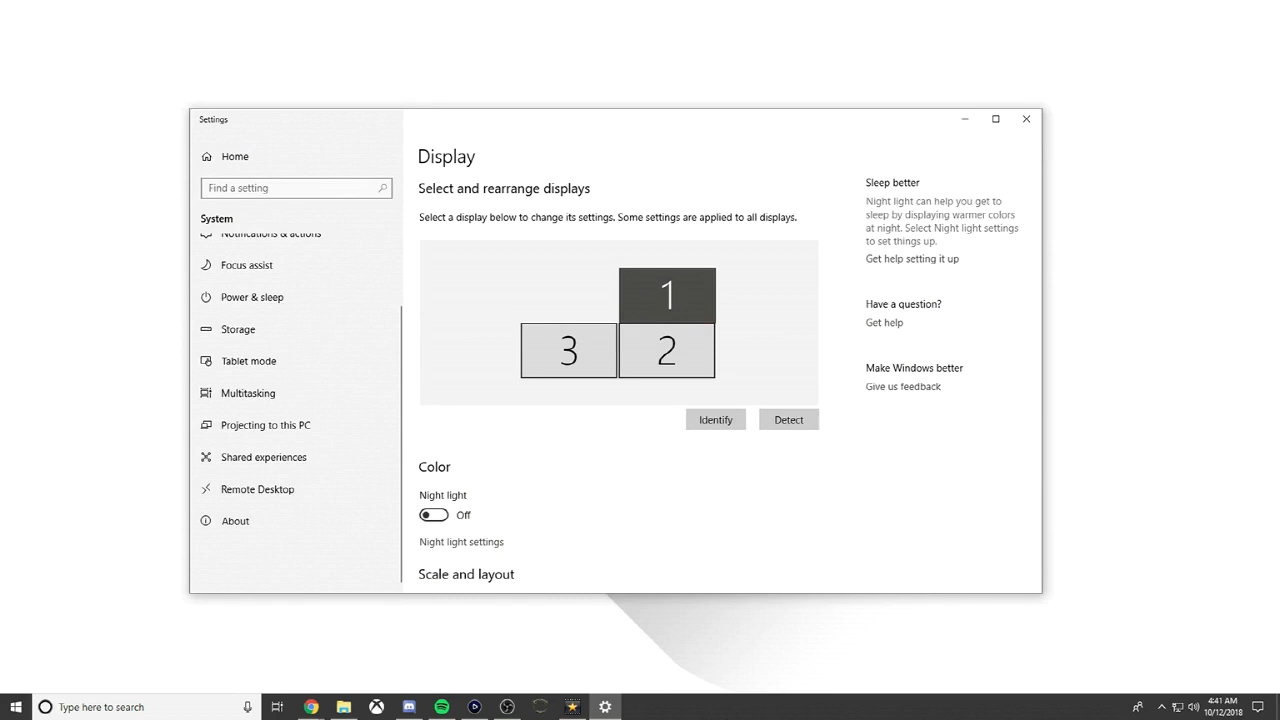 Settings
Home
Find a setting
System
Notifications & actions
Focus assist
Power & sleep
Storage
Tablet mode
Multitasking
Projecting to this PC
Shared experiences
Remote Desktop
About
Display
Select and rearrange displays
Select a display below to change its settings. Some settings are applied to all displays.
1
3 2
Identify Detect
Color
Night light
Off
Night light settings
Scale and layout
Sleep better
Night light can help you get to
sleep by displaying warmer colors
at night. Select Night light settings
to set things up.
Get help setting it up
Have a question?
Get help
Make Windows better
Give us feedback
Type here to search
4:41 AM
10/12/2018